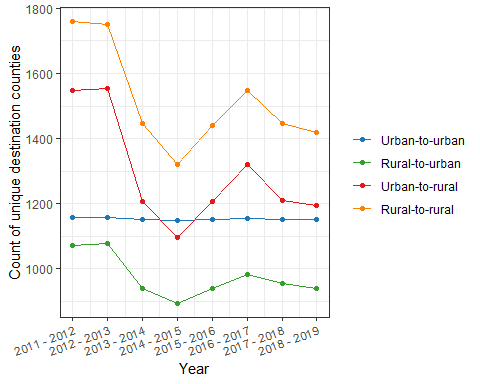 Count of unique destination counties
1800
1600
1400
1200
1000
2011 - 2012
2012 - 2013
2013 - 2014
2014 - 2015
2015 - 2016
2016 - 2017
2017 - 2018
2018 - 2019
Year
Urban-to-urban
Rural-to-urban
Urban-to-rural
Rural-to-rural